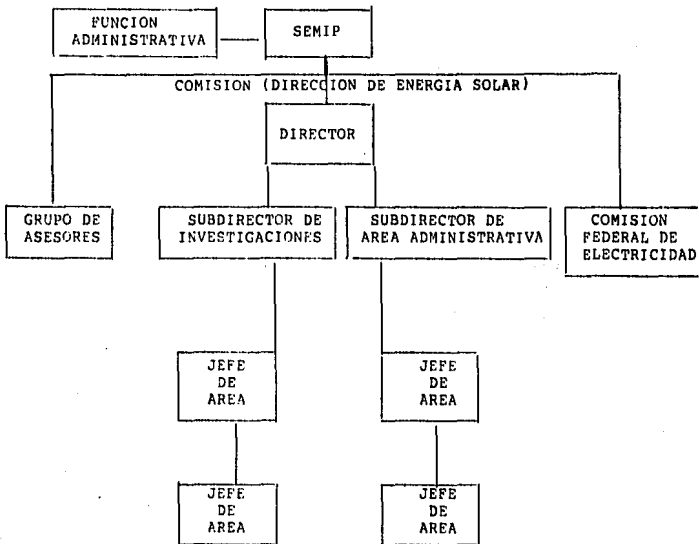 FUNCION
ADMINISTRATIVA
SEMIP
COMISION (DIRECCION DE ENERGIA SOLAR)
DIRECTOR
GRUPO DE
ASESORES
SUBDIRECTOR DE
INVESTIGACIONES
SUBDIRECTOR DE
AREA ADMINISTRATIVA
COMISION
FEDERAL DE
ELECTRICIDAD
JEFE
DE
AREA
JEFE
DE
AREA
JEFE
DE
AREA
JEFE
DE
AREA